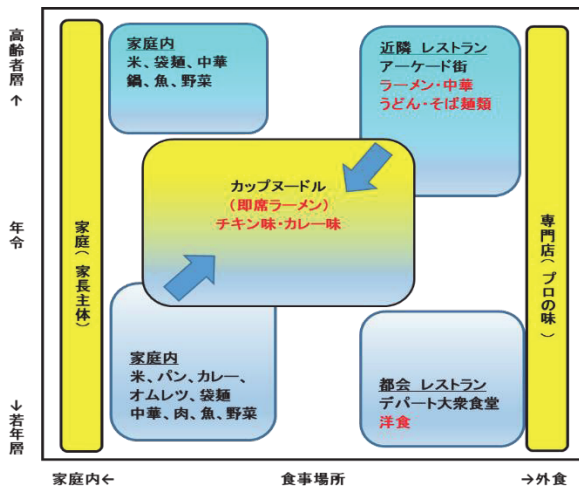 高齢者層
↑
年令
↓若年層
家庭(家長主体)
家庭内
米、袋麺、中華
鍋、魚、野菜
近隣 レストラン
アーケード街
ラーメン・中華
うどん・そば麺類
カップヌードル
(即席ラーメン)
チキン味・カレー味
家庭内
米、パン、カレー、
オムレツ、袋麺
中華、肉、魚、野菜
都会 レストラン
デパート大衆食堂
洋食
専門店(プロの味)
家庭内←
食事場所
→外食